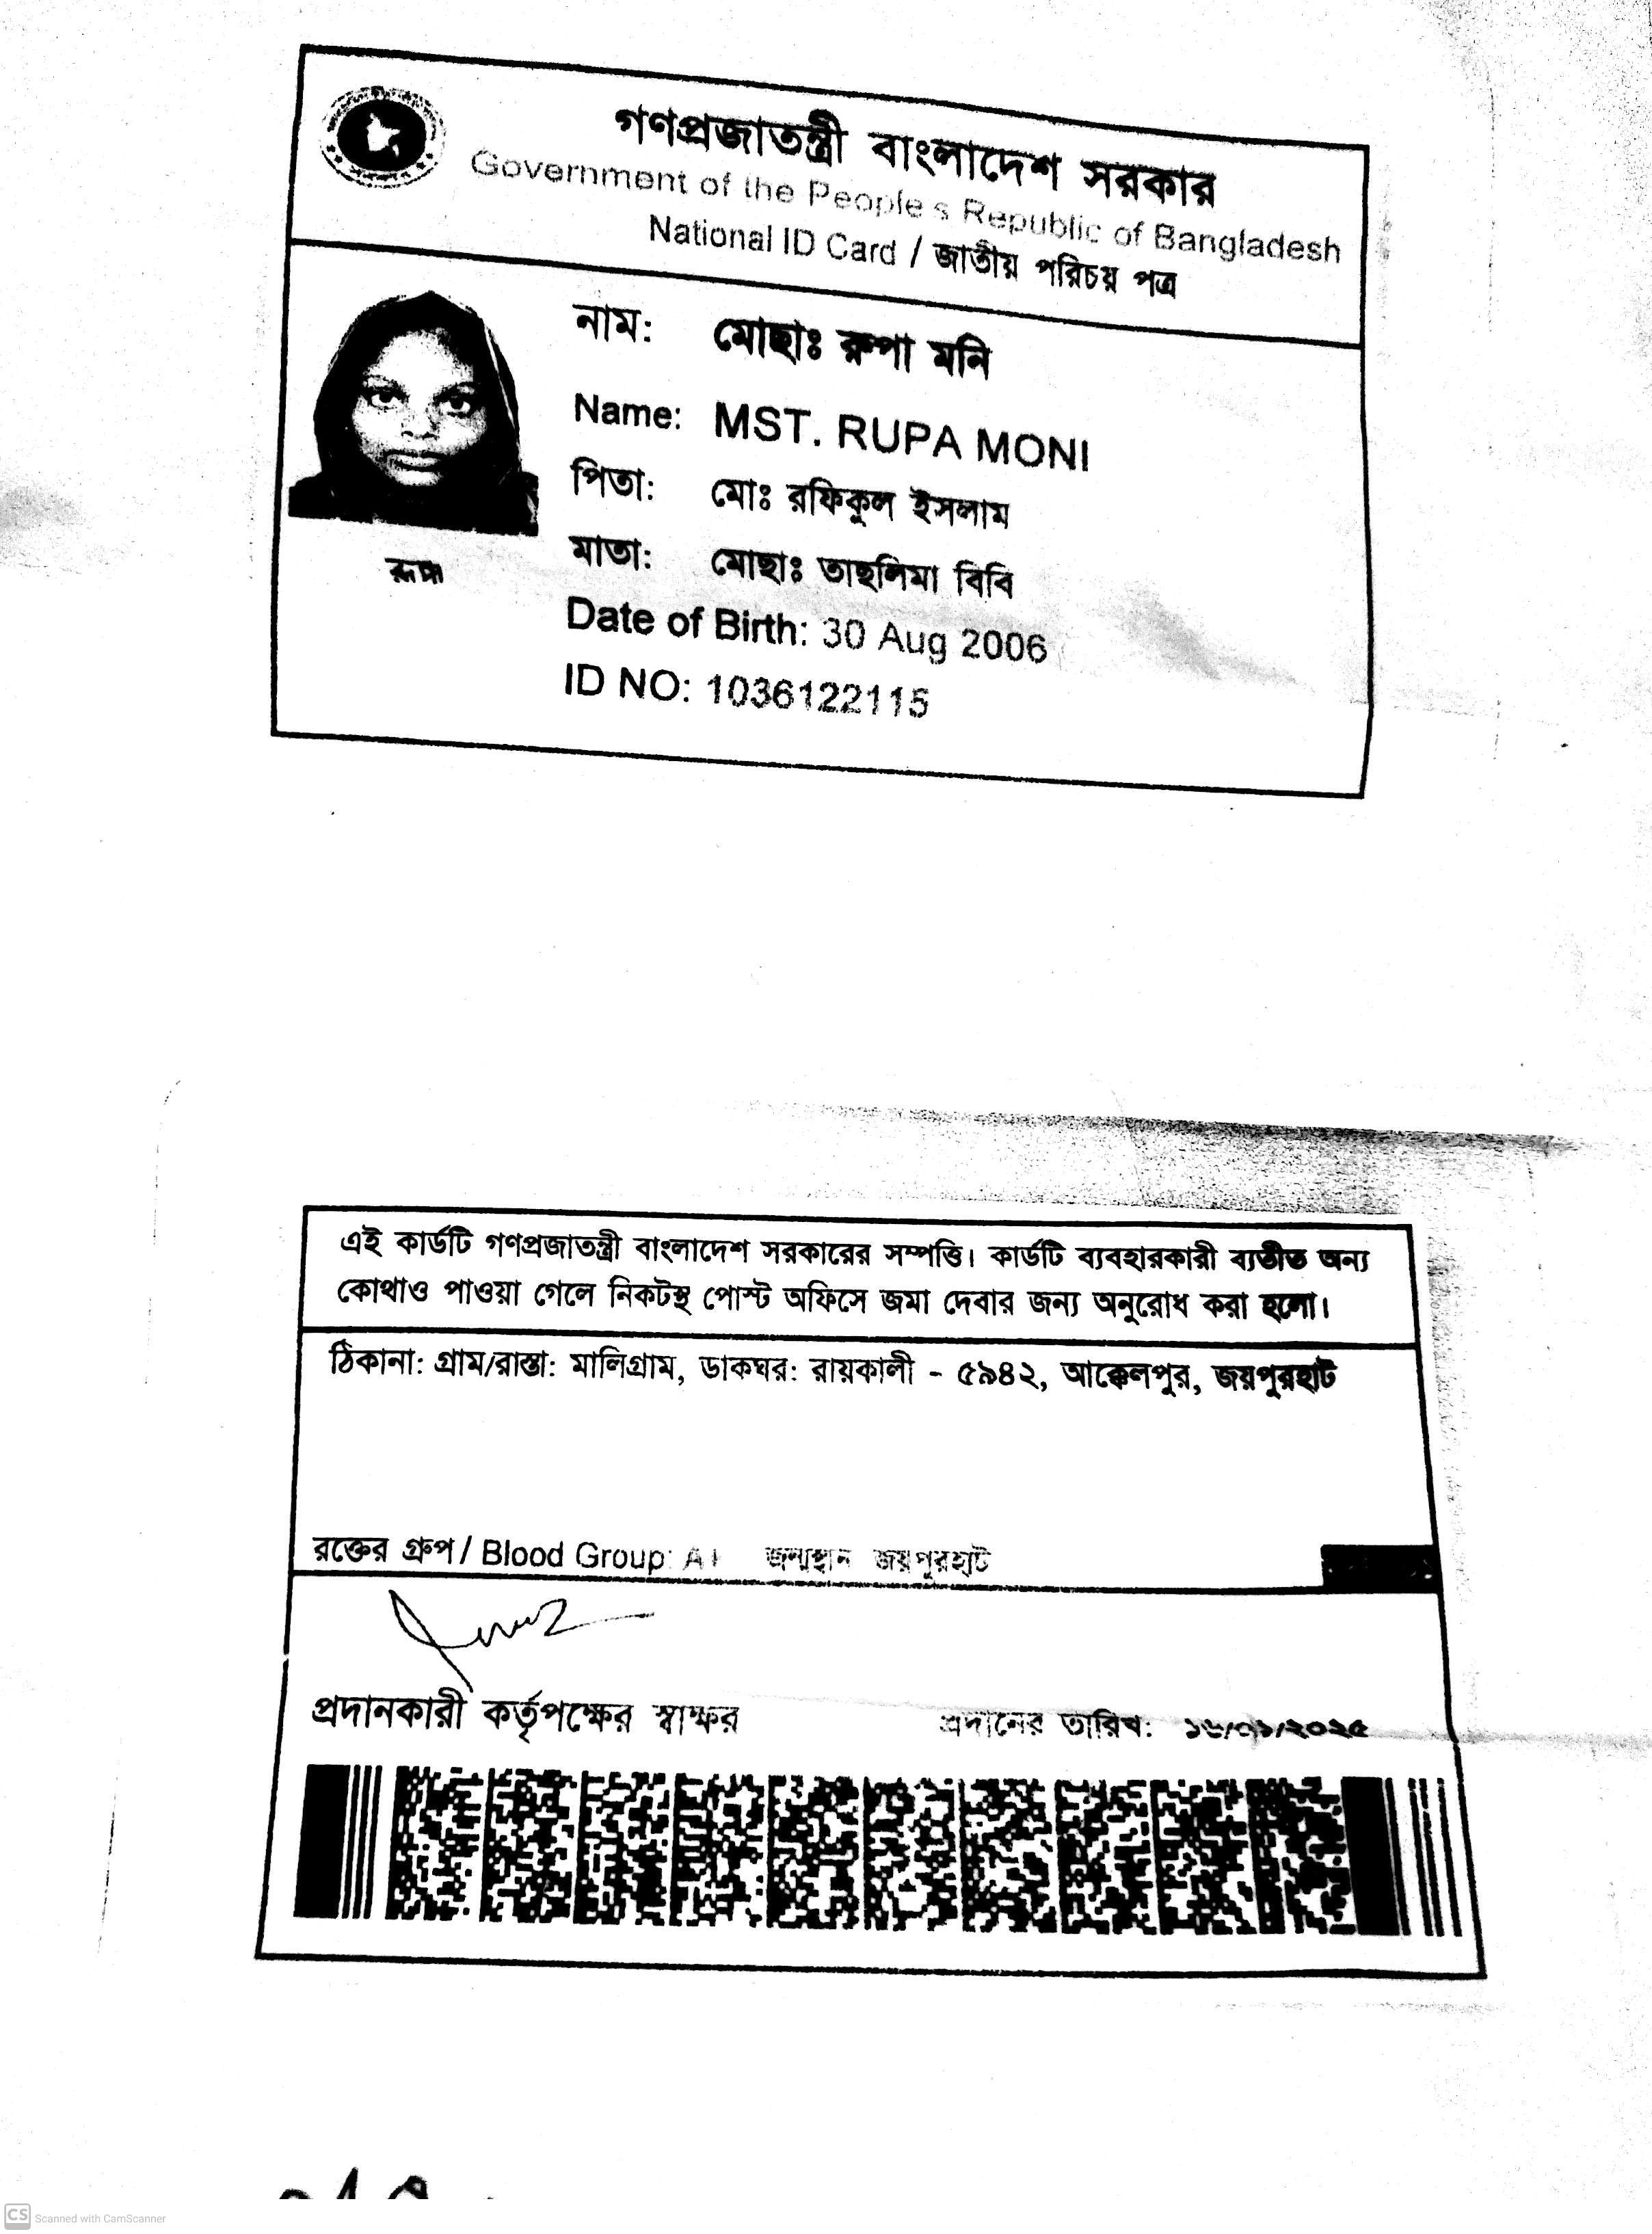 গণপ্রজাতন্ত্রী বাংলাদেশ সরকার
Government of the People's Republic of Bangladesh
National ID Card / জাতীয় পরিচয় পত্র
নাম: মোছাঃ রুপা মনি
Name: MST. RUPA MONI
পিতা: মোঃ রফিকুল ইসলাম
মাতা: মোছাঃ তাছলিমা বিবি
রুপা
Date of Birth: 30 Aug 2006
ID NO: 1036122115
এই কার্ডটি গণপ্রজাতন্ত্রী বাংলাদেশ সরকারের সম্পত্তি। কার্ডটি ব্যবহারকারী ব্যতীত অন্য
কোথাও পাওয়া গেলে নিকটস্থ পোস্ট অফিসে জমা দেবার জন্য অনুরোধ করা হলো।
ঠিকানা: গ্রাম/রাস্তা: মালিগ্রাম, ডাকঘর: রায়কালী - ৫৯৪২, আক্কেলপুর, জয়পুরহাট
রক্তের গ্রুপ / Blood Group: A+ জন্মস্থান জয়পুরহাট
প্রদানকারী কর্তৃপক্ষের স্বাক্ষর প্রদানের তারিখ: ১৬/০১/২০২৫
CS Scanned with CamScanner